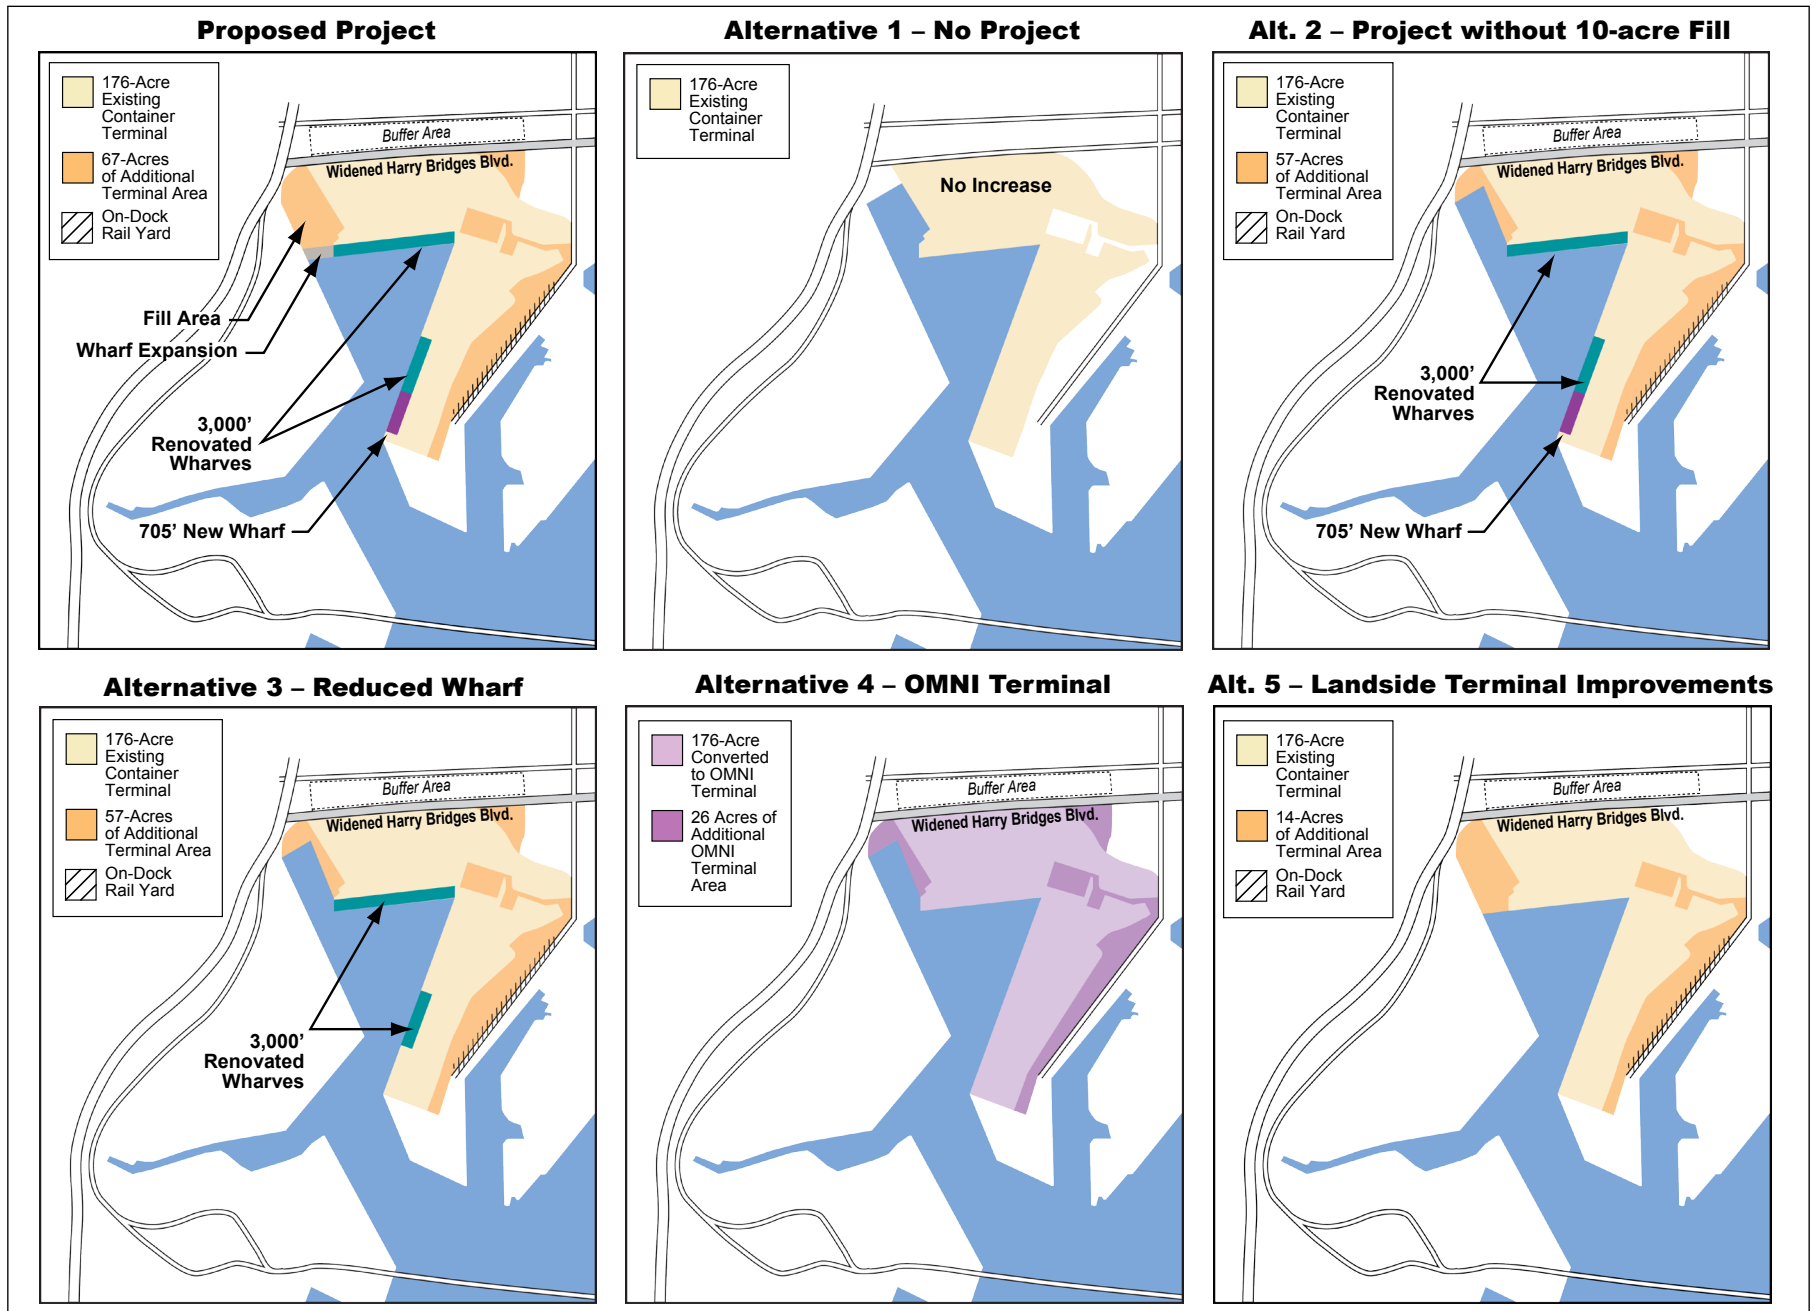 Proposed Project
176-Acre
Existing
Container
Terminal
67-Acres
of Additional
Terminal Area
On-Dock
Rail Yard
Buffer Area
Widened Harry Bridges Blvd.
Fill Area
Wharf Expansion
3,000'
Renovated
Wharves
705' New Wharf
Alternative 1 – No Project
176-Acre
Existing
Container
Terminal
No Increase
Alt. 2 – Project without 10-acre Fill
176-Acre
Existing
Container
Terminal
57-Acres
of Additional
Terminal Area
On-Dock
Rail Yard
Buffer Area
Widened Harry Bridges Blvd.
3,000'
Renovated
Wharves
705' New Wharf
Alternative 3 – Reduced Wharf
176-Acre
Existing
Container
Terminal
57-Acres
of Additional
Terminal Area
On-Dock
Rail Yard
Buffer Area
Widened Harry Bridges Blvd.
3,000'
Renovated
Wharves
Alternative 4 – OMNI Terminal
176-Acre
Converted
to OMNI
Terminal
26 Acres of
Additional
OMNI
Terminal
Area
Buffer Area
Widened Harry Bridges Blvd.
Alt. 5 – Landside Terminal Improvements
176-Acre
Existing
Container
Terminal
14-Acres
of Additional
Terminal Area
On-Dock
Rail Yard
Buffer Area
Widened Harry Bridges Blvd.